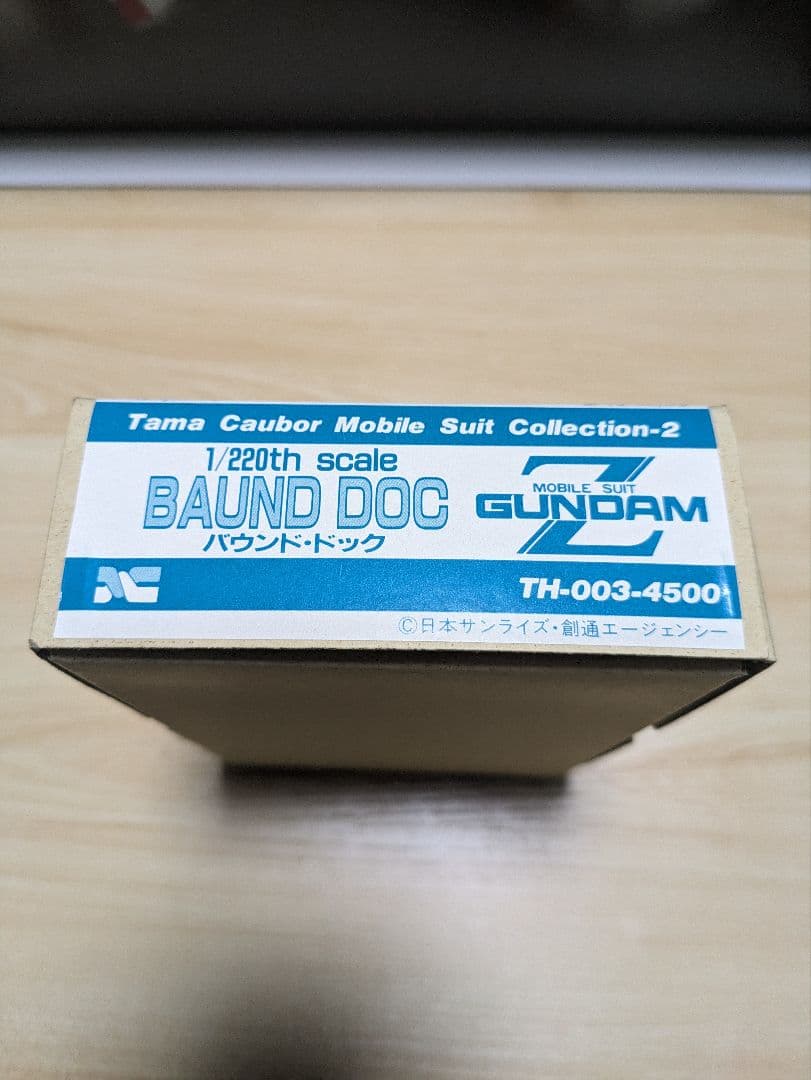 Tama Caubor Mobile Suit Collection-2
1/220th scale
BAUND DOC
バウンド・ドック
MOBILE SUIT
Z GUNDAM
TH-003-4500
©日本サンライズ・創通エージェンシー